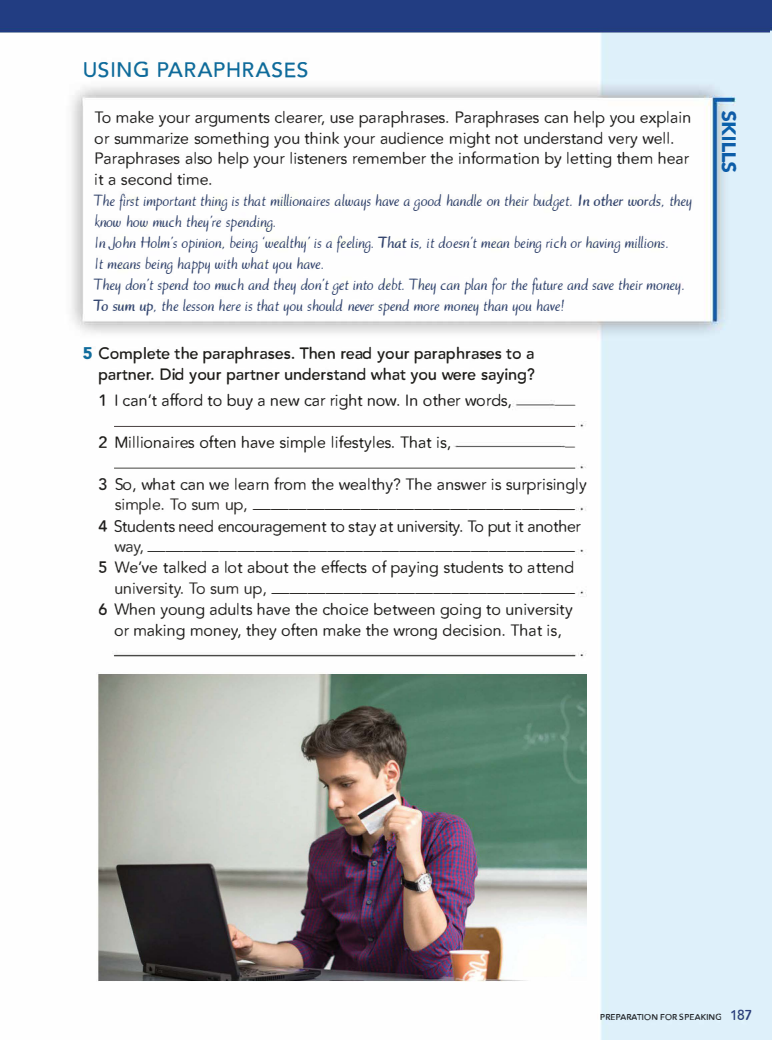 USING PARAPHRASES
SKILLS
To make your arguments clearer, use paraphrases. Paraphrases can help you explain
or summarize something you think your audience might not understand very well.
Paraphrases also help your listeners remember the information by letting them hear
it a second time.
The first important thing is that millionaires always have a good handle on their budget. In other words, they
know how much they're spending.
In John Holm's opinion, being 'wealthy' is a feeling. That is, it doesn't mean being rich or having millions.
It means being happy with what you have.
They don't spend too much and they don't get into debt. They can plan for the future and save their money.
To sum up, the lesson here is that you should never spend more money than you have!
5 Complete the paraphrases. Then read your paraphrases to a
partner. Did your partner understand what you were saying?
1 I can't afford to buy a new car right now. In other words, ______
______ .
2 Millionaires often have simple lifestyles. That is, ______
______ .
3 So, what can we learn from the wealthy? The answer is surprisingly
simple. To sum up, ______ .
4 Students need encouragement to stay at university. To put it another
way, ______ .
5 We've talked a lot about the effects of paying students to attend
university. To sum up, ______ .
6 When young adults have the choice between going to university
or making money, they often make the wrong decision. That is,
______ .
PREPARATION FOR SPEAKING 187